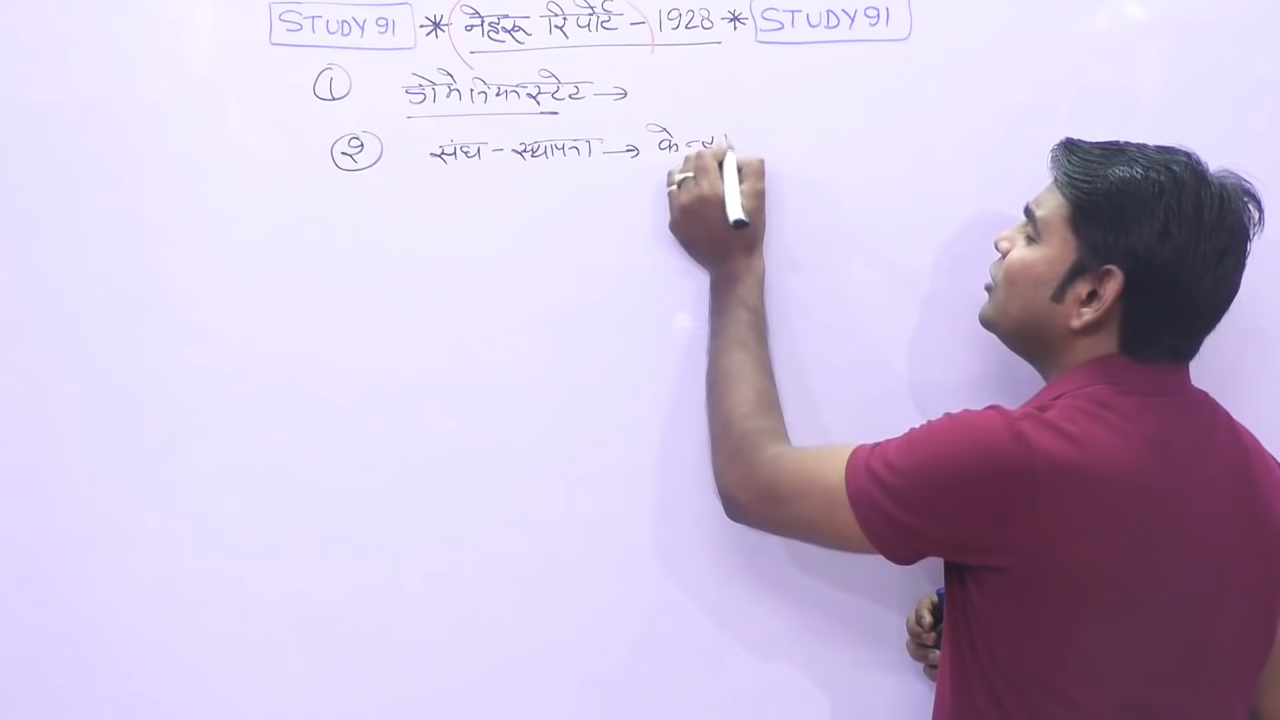 STUDY 91 * नेहरू रिपोर्ट - 1928 * STUDY 91
① डोमेनियन स्टेट →
② संघ - स्थापना → केन्द्र